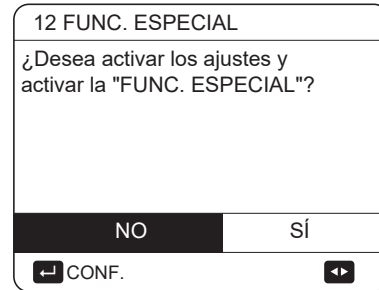 12 FUNC. ESPECIAL
¿Desea activar los ajustes y
activar la "FUNC. ESPECIAL"?
NO SÍ
CONF.